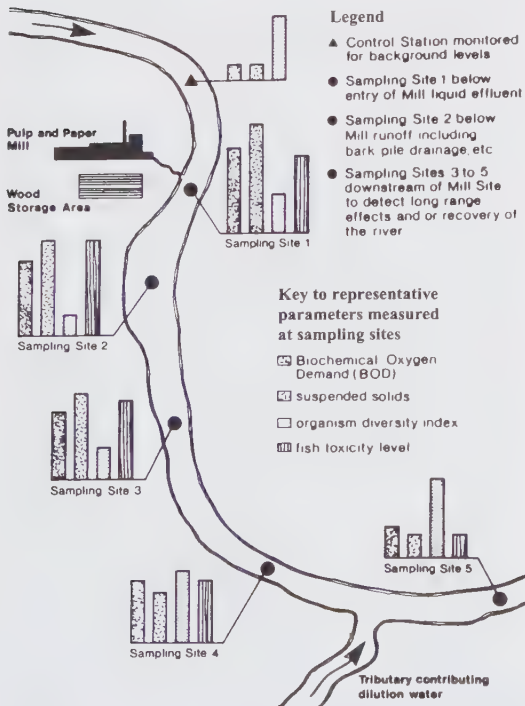 Legend
Control Station monitored
for background levels
Sampling Site 1 below
entry of Mill liquid effluent
Sampling Site 2 below
Mill runoff including
bark pile drainage, etc
Sampling Sites 3 to 5
downstream of Mill Site
to detect long range
effects and or recovery of
the river
Pulp and Paper
Mill
Wood
Storage Area
Sampling Site 1
Sampling Site 2
Key to representative
parameters measured
at sampling sites
Biochemical Oxygen
Demand (BOD)
suspended solids
organism diversity index
fish toxicity level
Sampling Site 3
Sampling Site 5
Sampling Site 4
Tributary contributing
dilution water